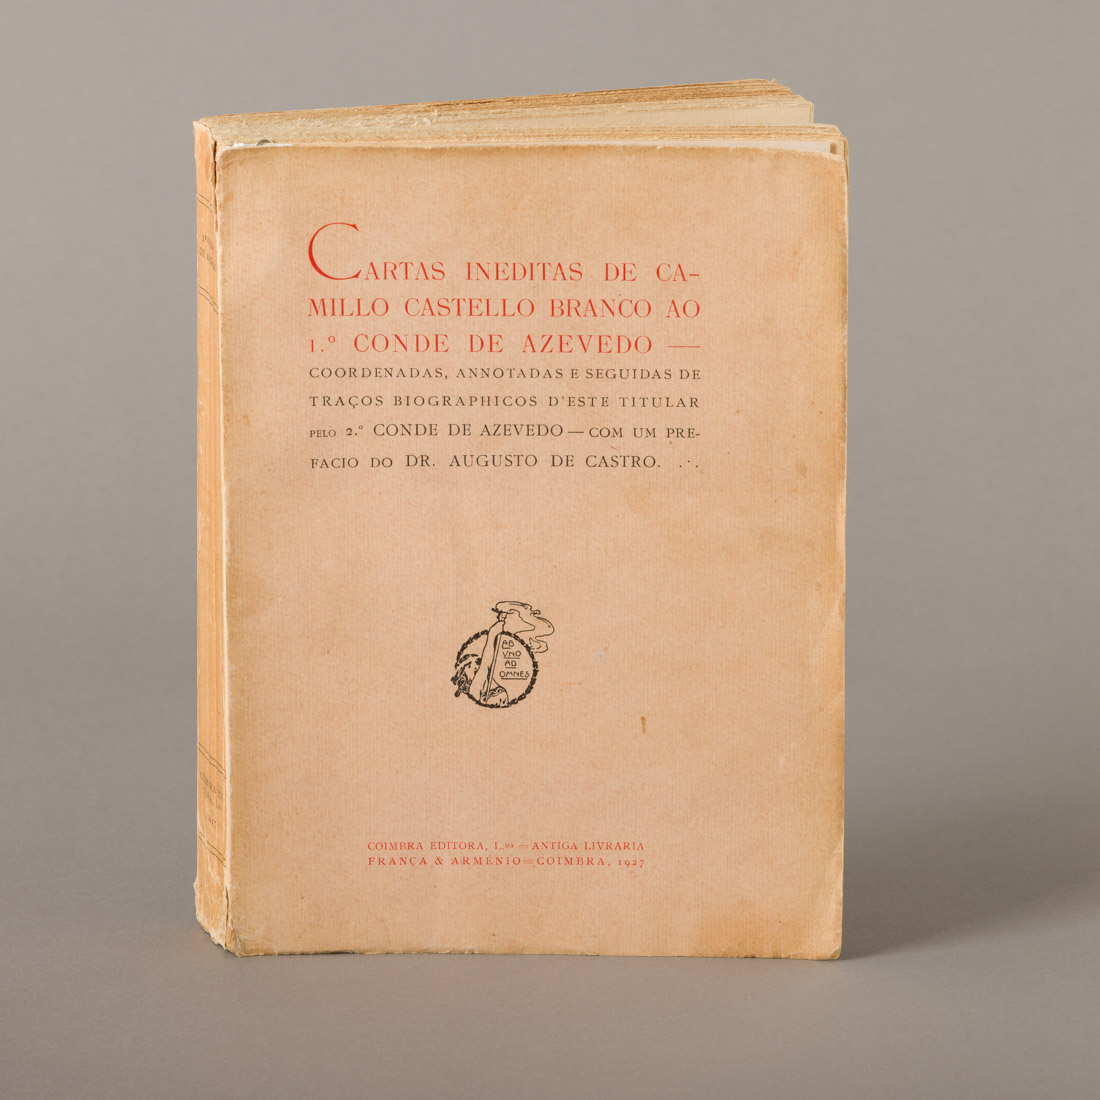 CARTAS INEDITAS DE CA-
MILLO CASTELLO BRANCO AO
1.º CONDE DE AZEVEDO —
COORDENADAS, ANNOTADAS E SEGUIDAS DE
TRAÇOS BIOGRAPHICOS D'ESTE TITULAR
PELO 2.º CONDE DE AZEVEDO — COM UM PRE-
FACIO DO DR. AUGUSTO DE CASTRO. .·.
AB
VNO
AD
OMNES
COIMBRA EDITORA, L.ᴰᴬ = ANTIGA LIVRARIA
FRANÇA & ARMÉNIO = COIMBRA, 1927